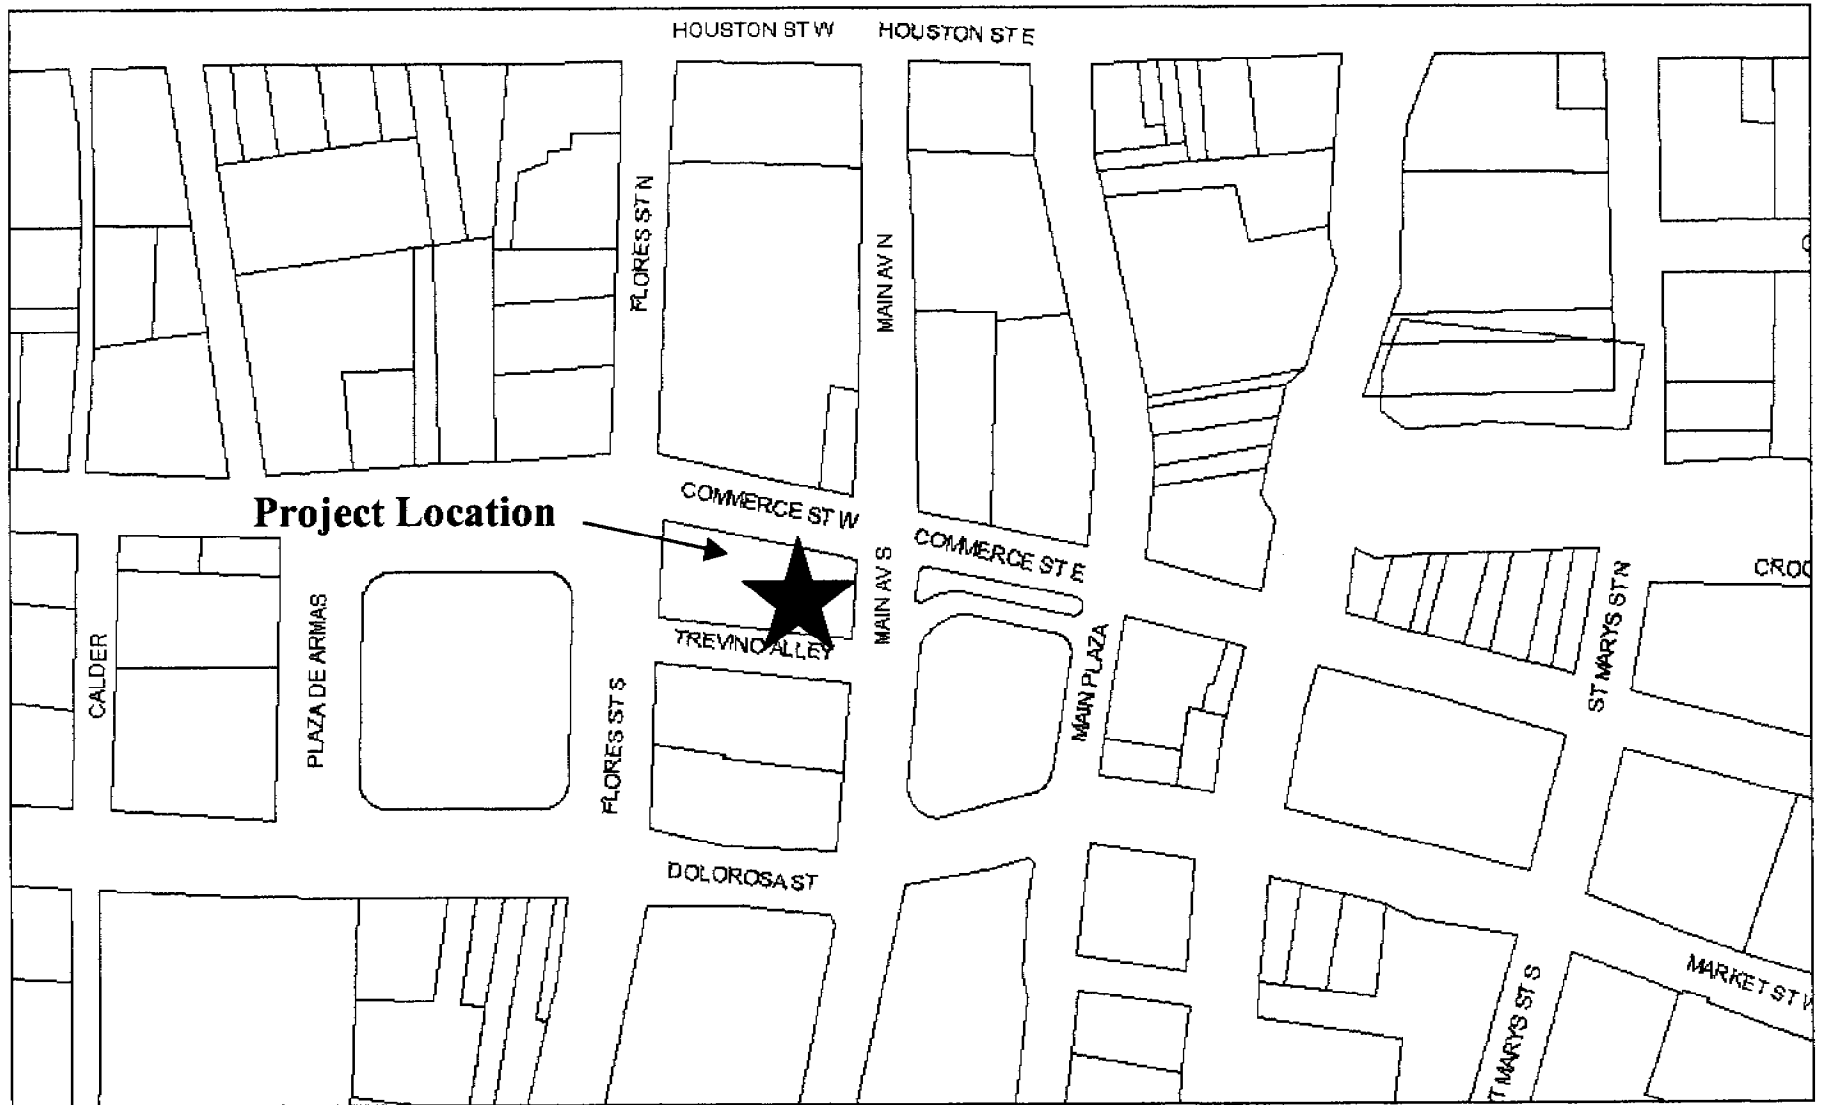 HOUSTON ST W
HOUSTON ST E
FLORES ST N
MAIN AV N
COMMERCE ST W
Project Location
COMMERCE ST E
MAIN AV S
CROC
ST MARYS ST N
PLAZA DE ARMAS
TREVINO ALLEY
CALDER
MAIN PLAZA
FLORES ST S
DOLOROSA ST
MARKET ST W
T MARYS ST S